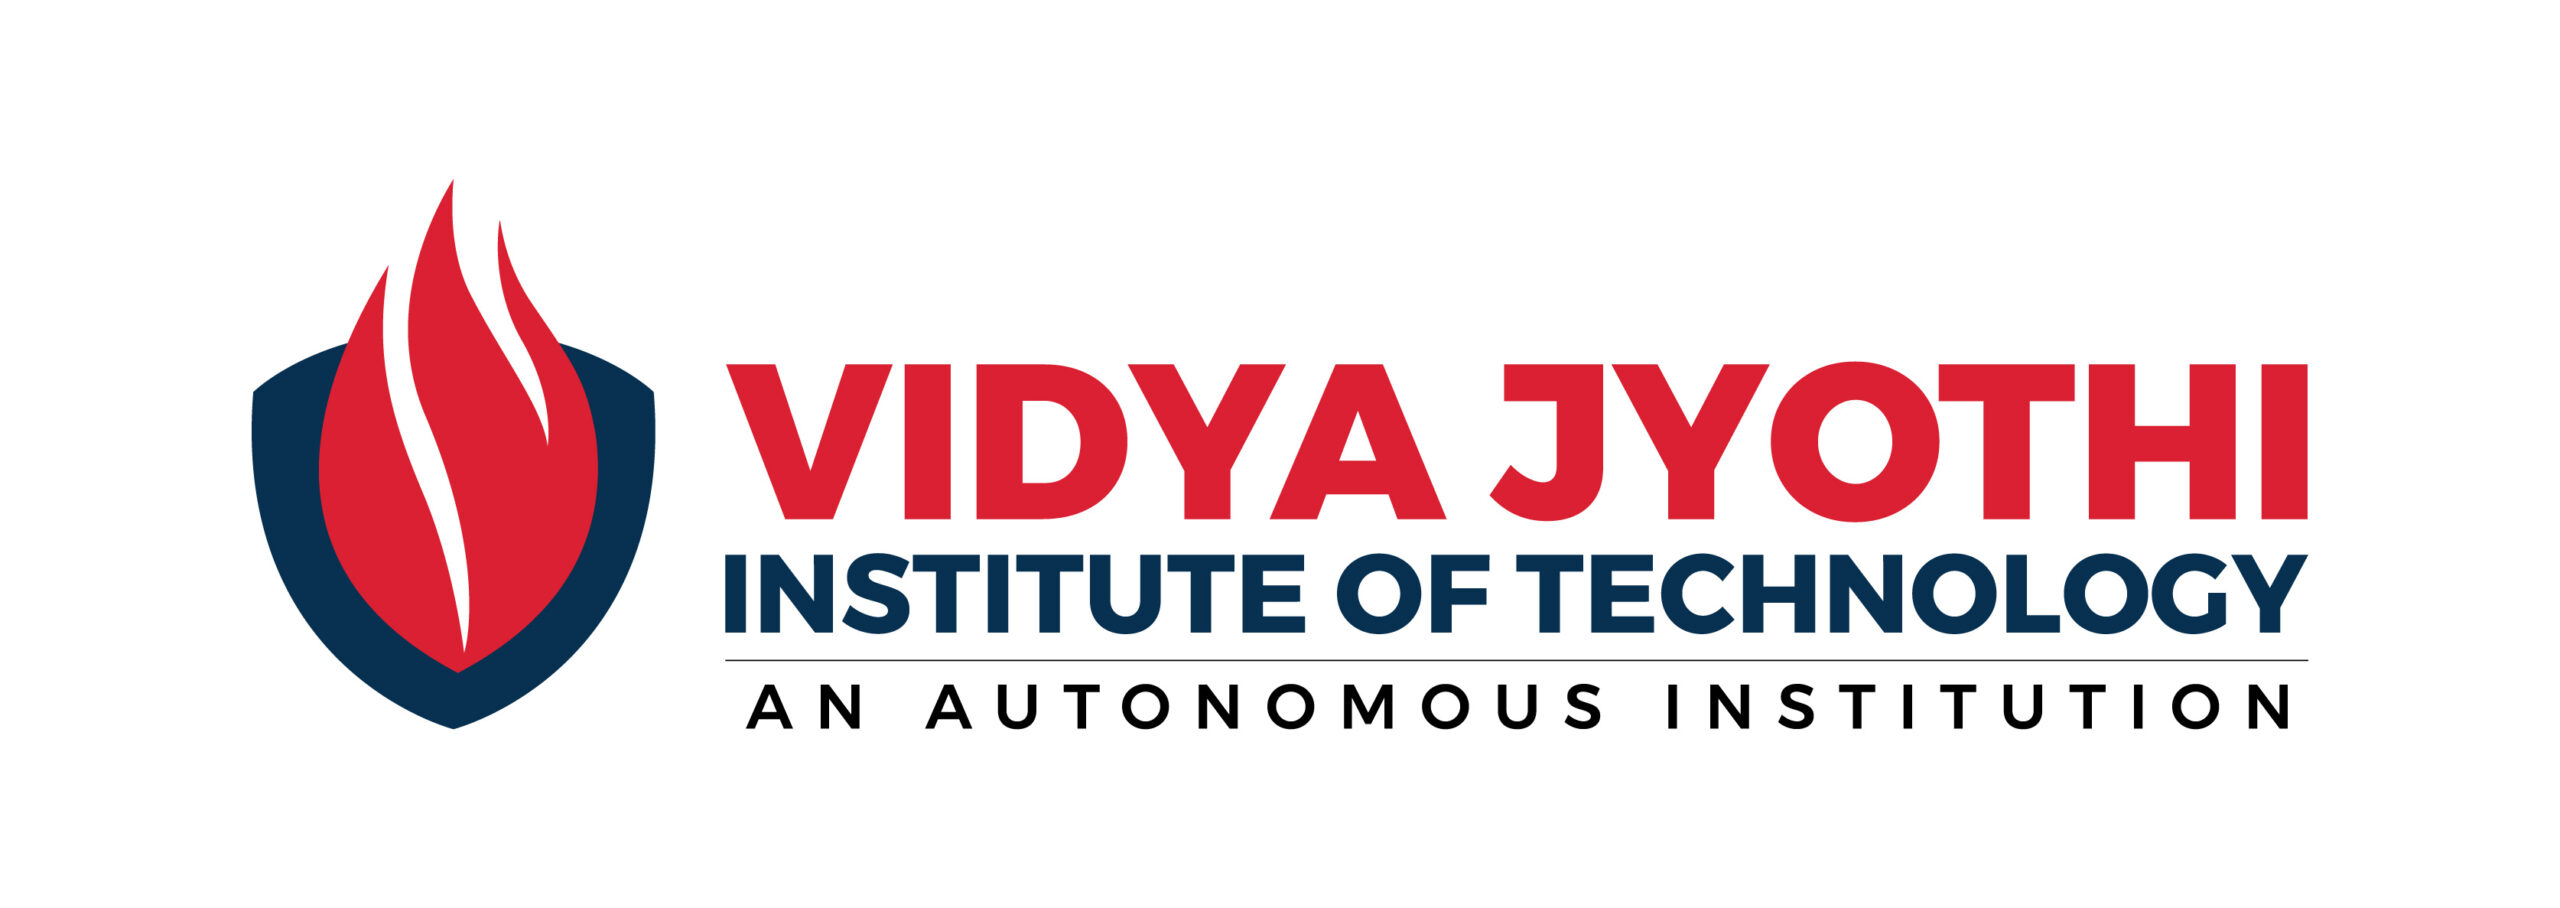 VIDYA JYOTHI
INSTITUTE OF TECHNOLOGY
AN AUTONOMOUS INSTITUTION